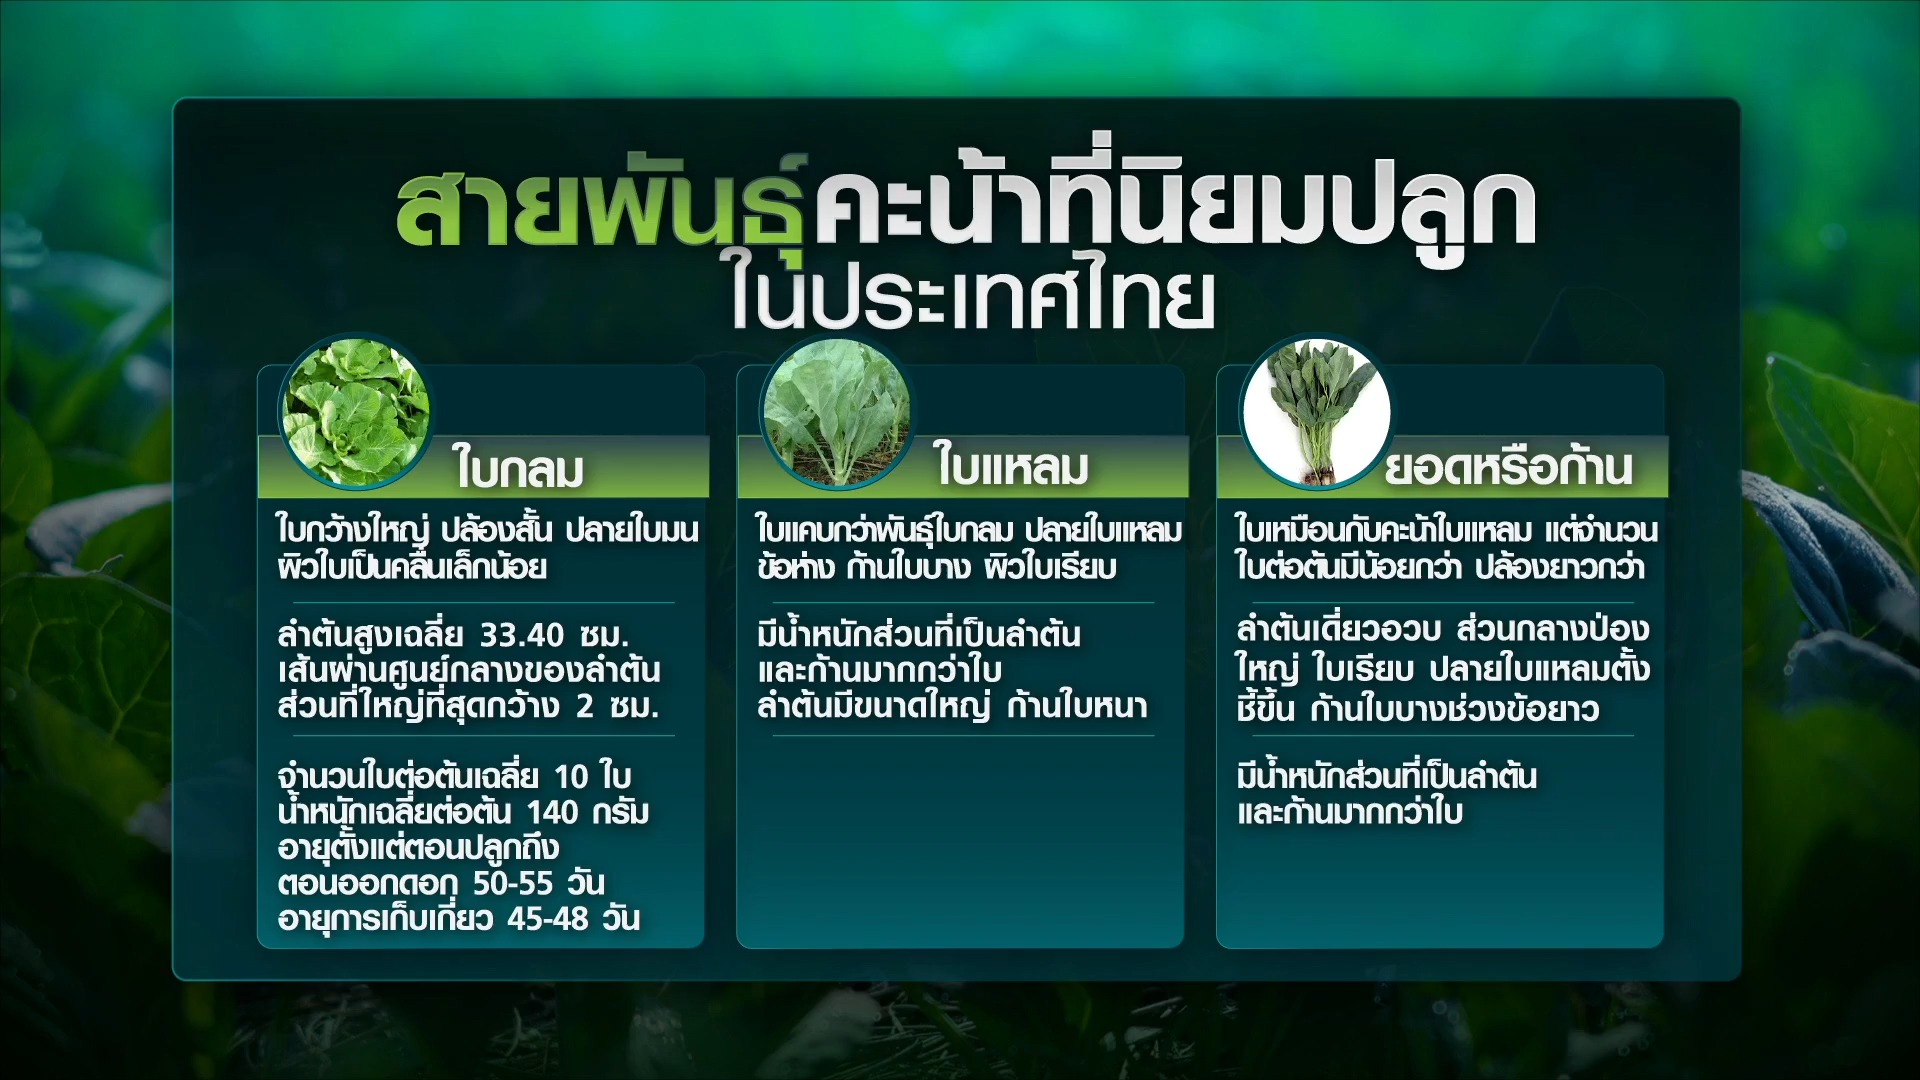 สายพันธุ์คะน้าที่นิยมปลูก
ในประเทศไทย
ใบกลม
ใบกว้างใหญ่ ปล้องสั้น ปลายใบมน
ผิวใบเป็นคลื่นเล็กน้อย
ลำต้นสูงเฉลี่ย 33.40 ซม.
เส้นผ่านศูนย์กลางของลำต้น
ส่วนที่ใหญ่ที่สุดกว้าง 2 ซม.
จำนวนใบต่อต้นเฉลี่ย 10 ใบ
น้ำหนักเฉลี่ยต่อต้น 140 กรัม
อายุตั้งแต่ตอนปลูกถึง
ตอนออกดอก 50-55 วัน
อายุการเก็บเกี่ยว 45-48 วัน
ใบแหลม
ใบแคบกว่าพันธุ์ใบกลม ปลายใบแหลม
ข้อห่าง ก้านใบบาง ผิวใบเรียบ
มีน้ำหนักส่วนที่เป็นลำต้น
และก้านมากกว่าใบ
ลำต้นมีขนาดใหญ่ ก้านใบหนา
ยอดหรือก้าน
ใบเหมือนกับคะน้าใบแหลม แต่จำนวน
ใบต่อต้นมีน้อยกว่า ปล้องยาวกว่า
ลำต้นเดี่ยวอวบ ส่วนกลางป่อง
ใหญ่ ใบเรียบ ปลายใบแหลมตั้ง
ชี้ขึ้น ก้านใบบางช่วงข้อยาว
มีน้ำหนักส่วนที่เป็นลำต้น
และก้านมากกว่าใบ